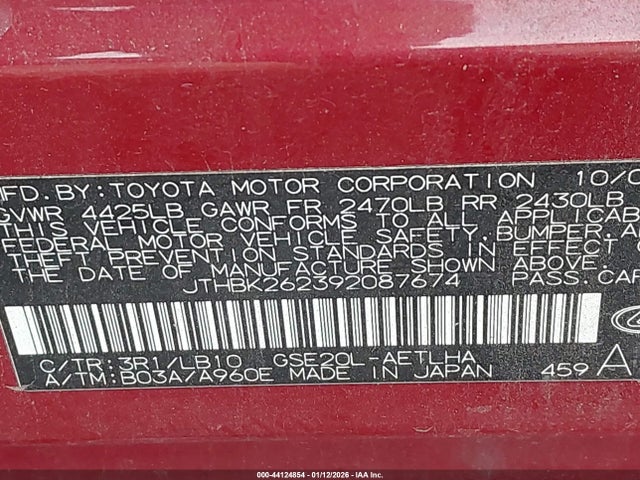 MFD. BY: TOYOTA MOTOR CORPORATION 10/0
GVWR 4425LB GAWR FR 2470LB RR 2430LB
THIS VEHICLE CONFORMS TO ALL APPLICAB
FEDERAL MOTOR VEHICLE SAFETY, BUMPER, A
THEFT PREVENTION STANDARDS IN EFFECT
THE DATE OF MANUFACTURE SHOWN ABOVE.
JTHBK262392087674 PASS. CAR
C/TR: 3R1/LB10 GSE20L-AETLHA
A/TM: B03A/A960E MADE IN JAPAN 459 A
000-44124854 | 01/12/2026 | IAA Inc.